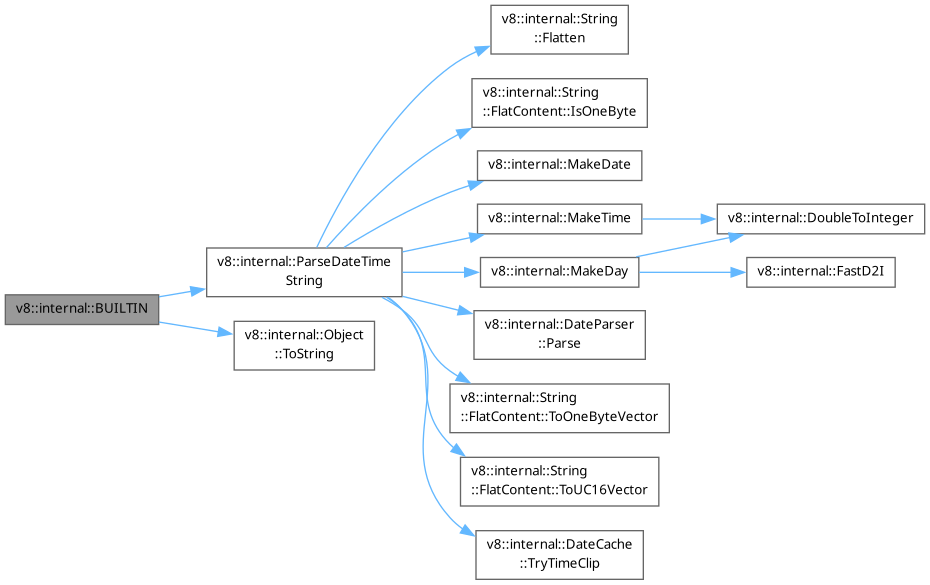 v8::internal::BUILTIN
v8::internal::ParseDateTime
String
v8::internal::Object
::ToString
v8::internal::String
::Flatten
v8::internal::String
::FlatContent::IsOneByte
v8::internal::MakeDate
v8::internal::MakeTime
v8::internal::MakeDay
v8::internal::DateParser
::Parse
v8::internal::String
::FlatContent::ToOneByteVector
v8::internal::String
::FlatContent::ToUC16Vector
v8::internal::DateCache
::TryTimeClip
v8::internal::DoubleToInteger
v8::internal::FastD2I